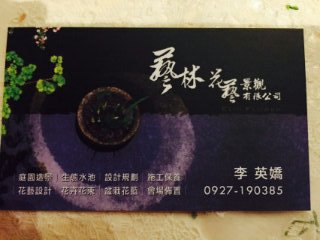 藝林花藝景觀有限公司
庭園造景｜生態水池｜設計規劃｜施工保養
花藝設計｜花卉花束｜盆栽花籃｜會場佈置
李英嬌
0927-190385